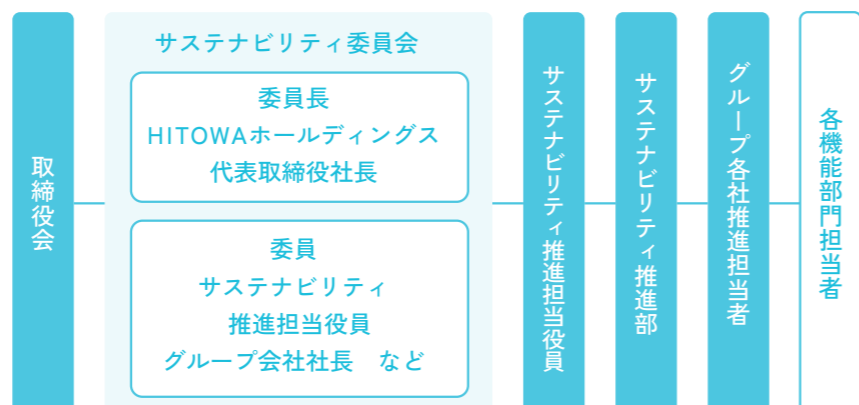 取締役会
サステナビリティ委員会
委員長
HITOWAホールディングス
代表取締役社長
委員
サステナビリティ
推進担当役員
グループ会社社長　など
サステナビリティ推進担当役員
サステナビリティ推進部
グループ各社推進担当者
各機能部門担当者